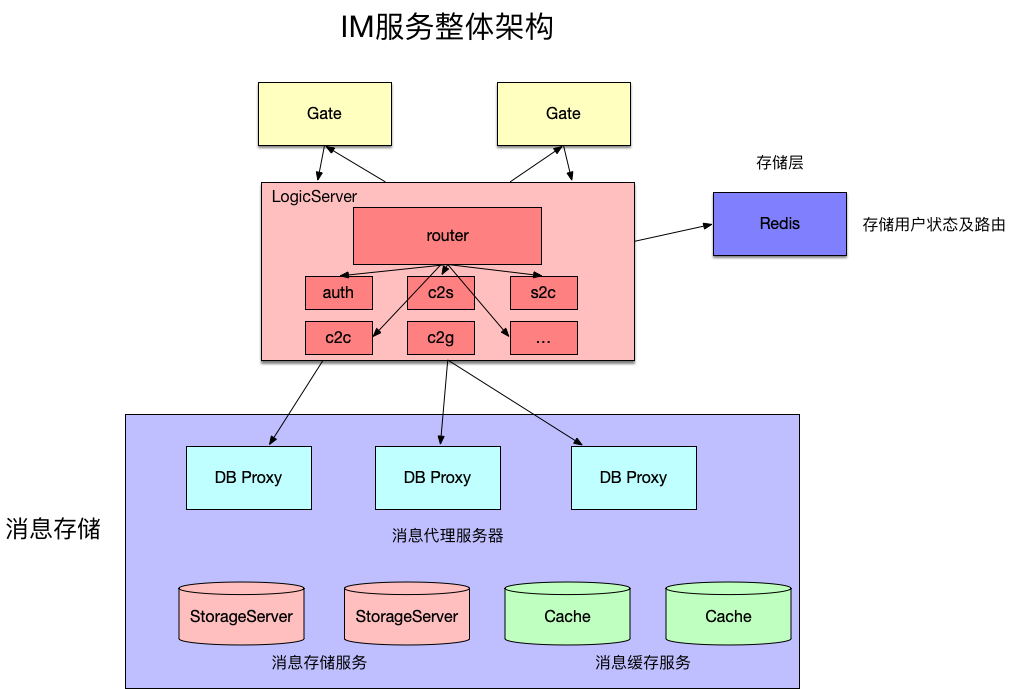 IM服务整体架构
Gate
Gate
存储层
LogicServer
router
Redis
存储用户状态及路由
auth
c2s
s2c
c2c
c2g
...
DB Proxy
DB Proxy
DB Proxy
消息存储
消息代理服务器
StorageServer
StorageServer
Cache
Cache
消息存储服务
消息缓存服务